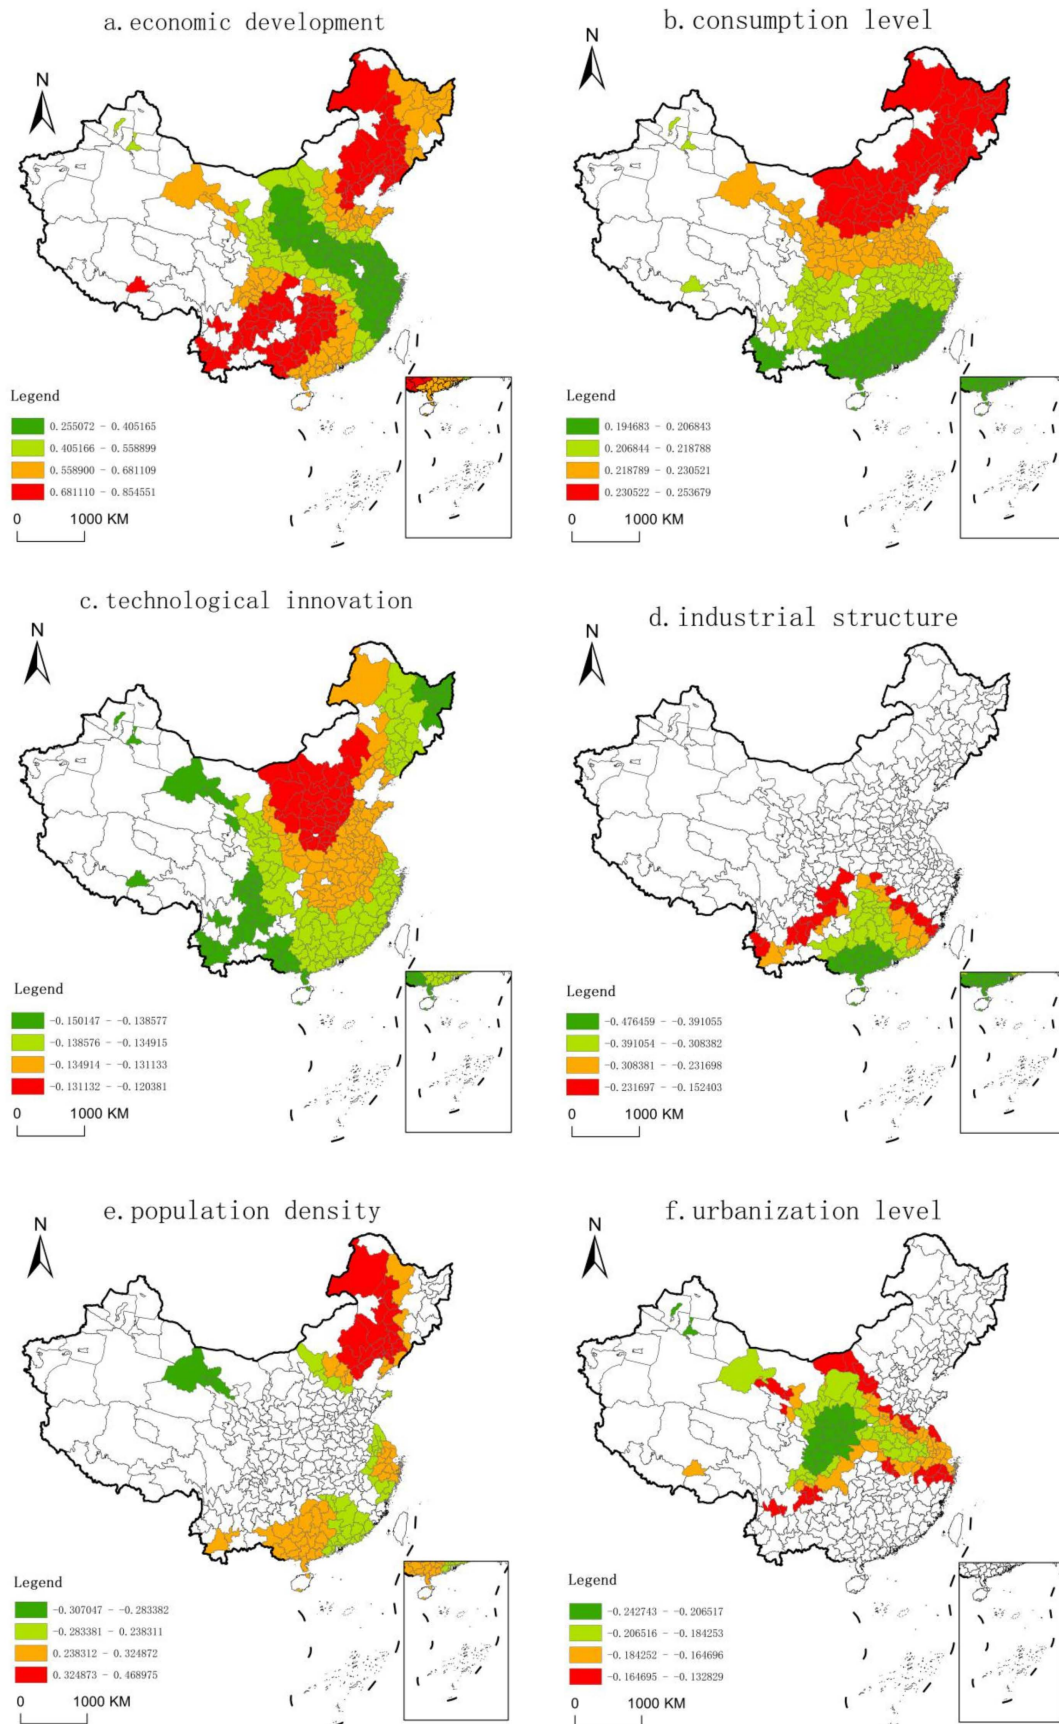 a. economic development
N
Legend
0.255072 - 0.405165
0.405166 - 0.558899
0.558900 - 0.681109
0.681110 - 0.854551
0 1000 KM
b. consumption level
N
Legend
0.194683 - 0.206843
0.206844 - 0.218788
0.218789 - 0.230521
0.230522 - 0.253679
0 1000 KM
c. technological innovation
N
Legend
-0.150147 - -0.138577
-0.138576 - -0.134915
-0.134914 - -0.131133
-0.131132 - -0.120381
0 1000 KM
d. industrial structure
N
Legend
-0.476459 - -0.391055
-0.391054 - -0.308382
-0.308381 - -0.231698
-0.231697 - -0.152403
0 1000 KM
e. population density
N
Legend
-0.307047 - -0.283382
-0.283381 - 0.238311
0.238312 - 0.324872
0.324873 - 0.468975
0 1000 KM
f. urbanization level
N
Legend
-0.242743 - -0.206517
-0.206516 - -0.184253
-0.184252 - -0.164696
-0.164695 - -0.132829
0 1000 KM